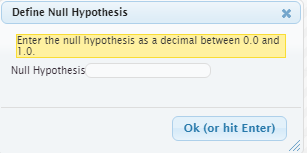 Define Null Hypothesis
Enter the null hypothesis as a decimal between 0.0 and
1.0.
Null Hypothesis
Ok (or hit Enter)